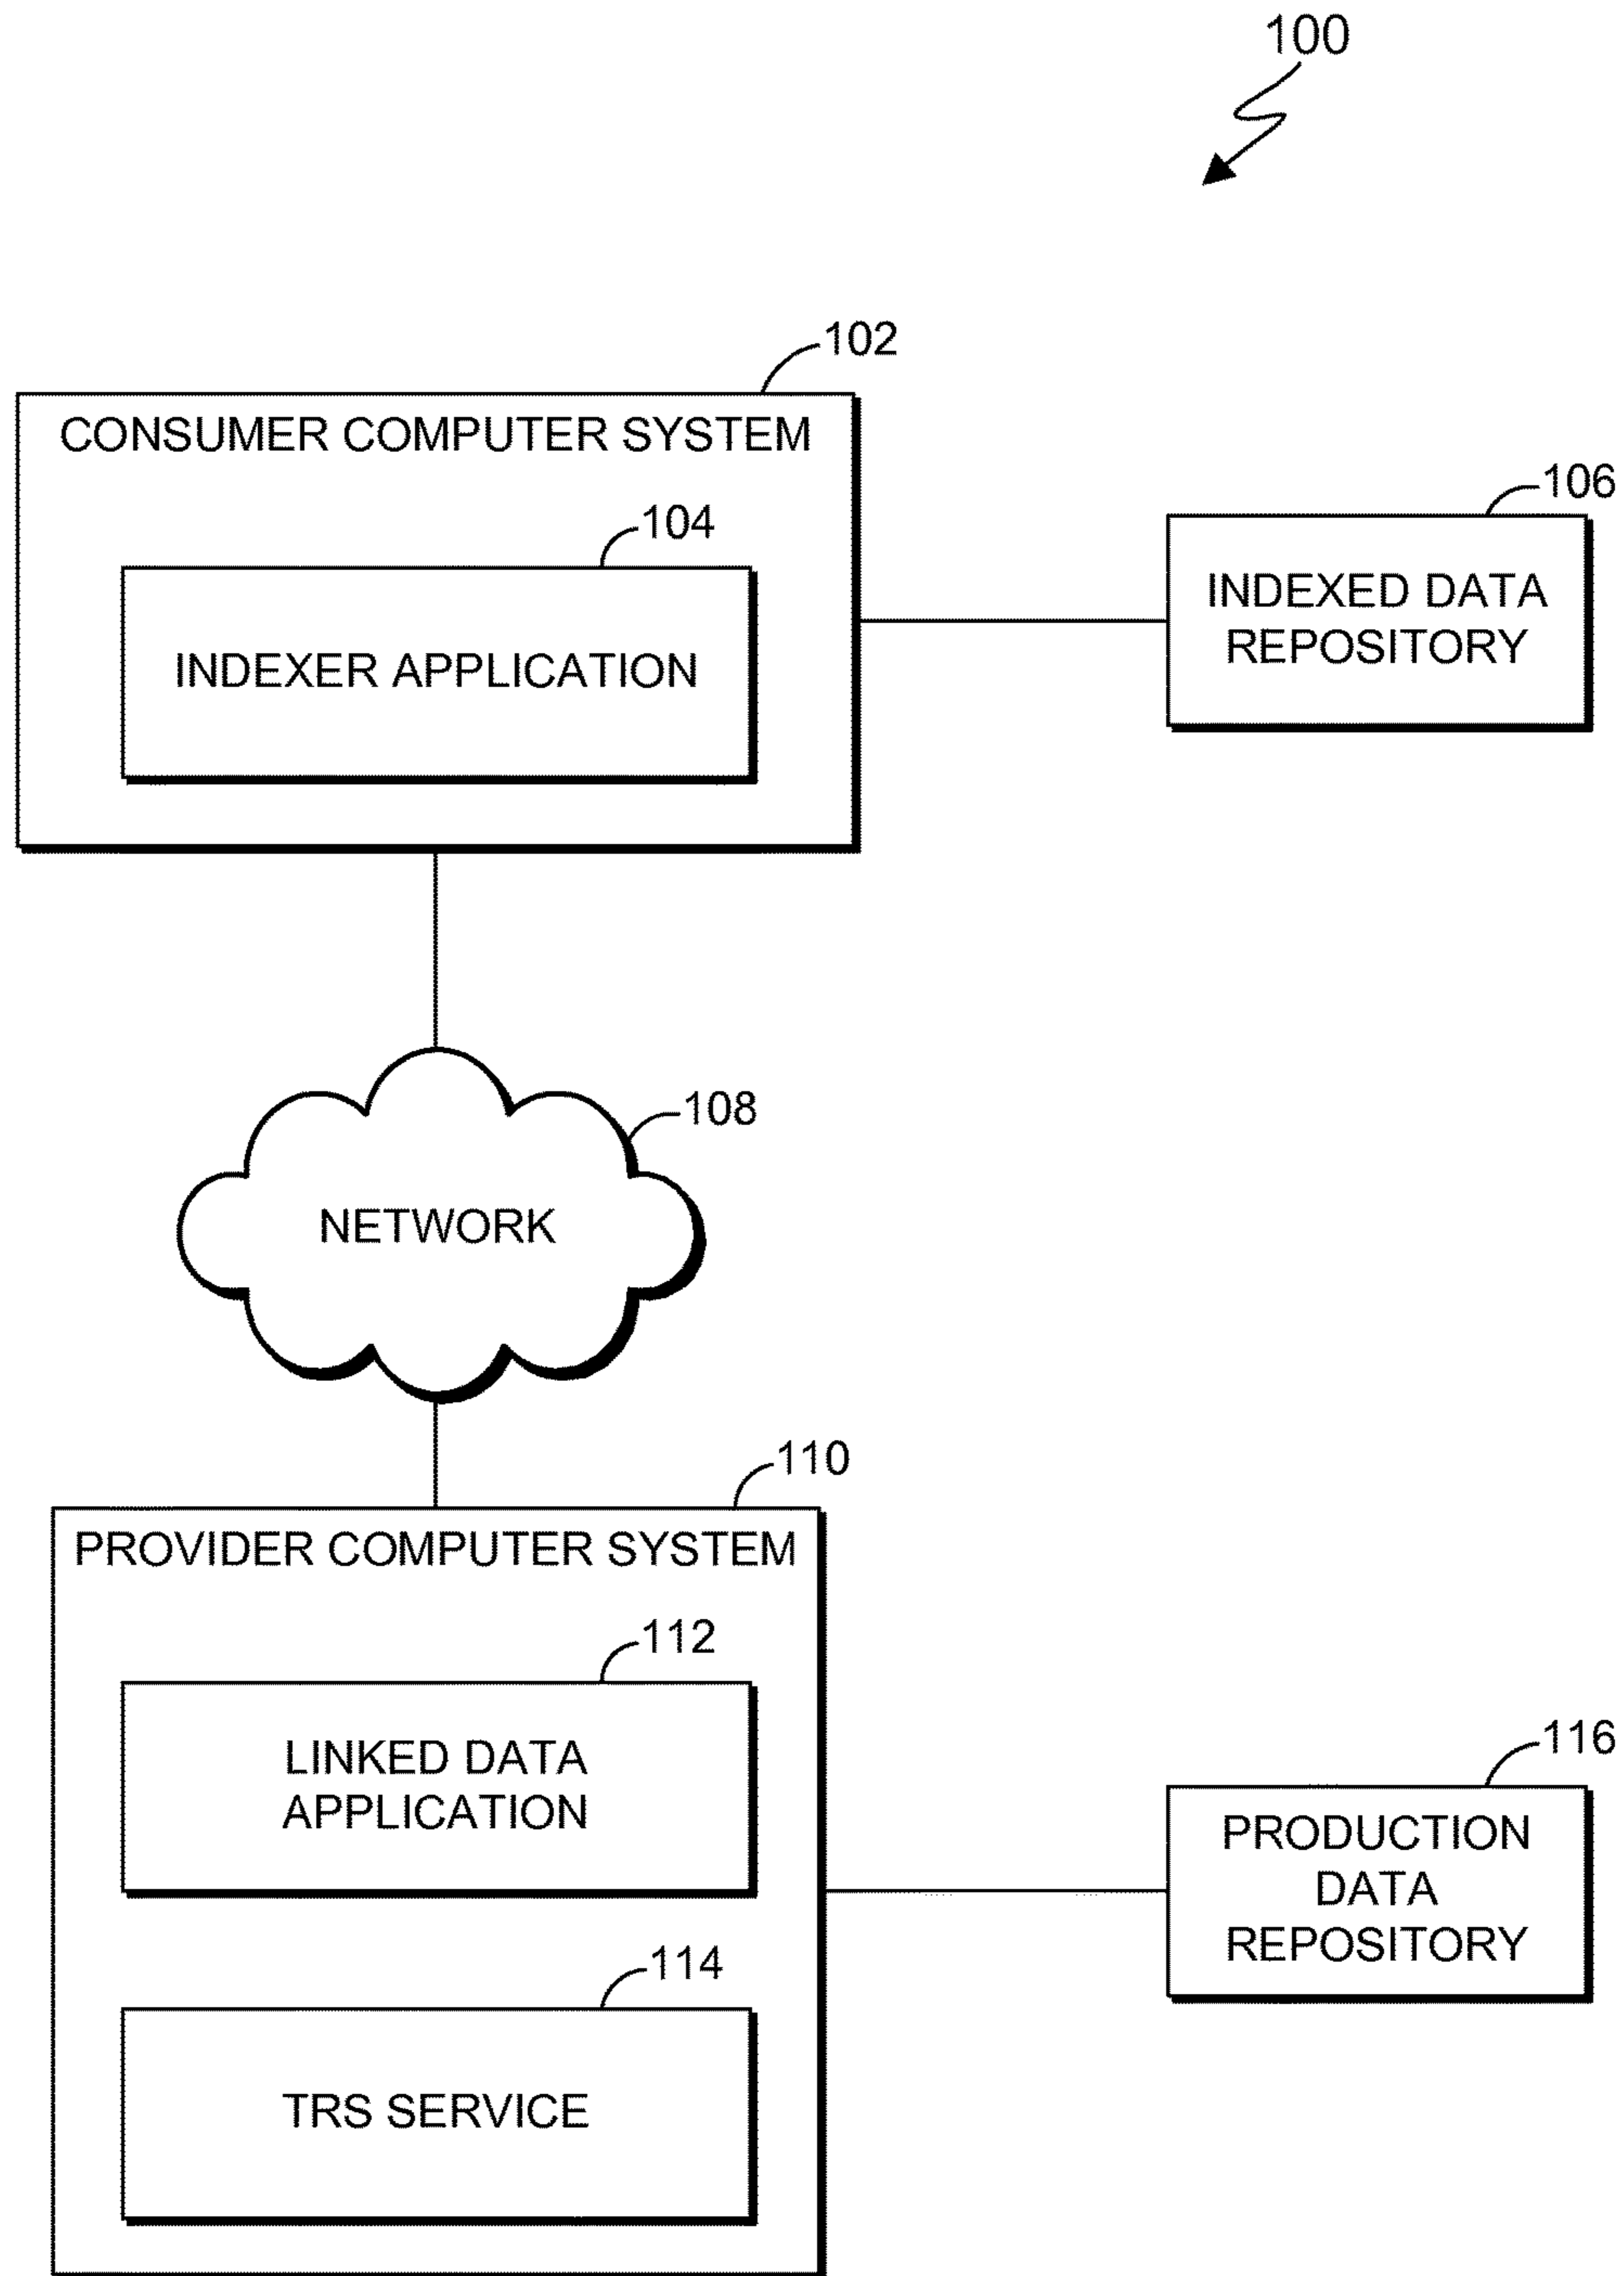 100
102
CONSUMER COMPUTER SYSTEM
104
INDEXER APPLICATION
106
INDEXED DATA
REPOSITORY
108
NETWORK
110
PROVIDER COMPUTER SYSTEM
112
LINKED DATA
APPLICATION
114
TRS SERVICE
116
PRODUCTION
DATA
REPOSITORY